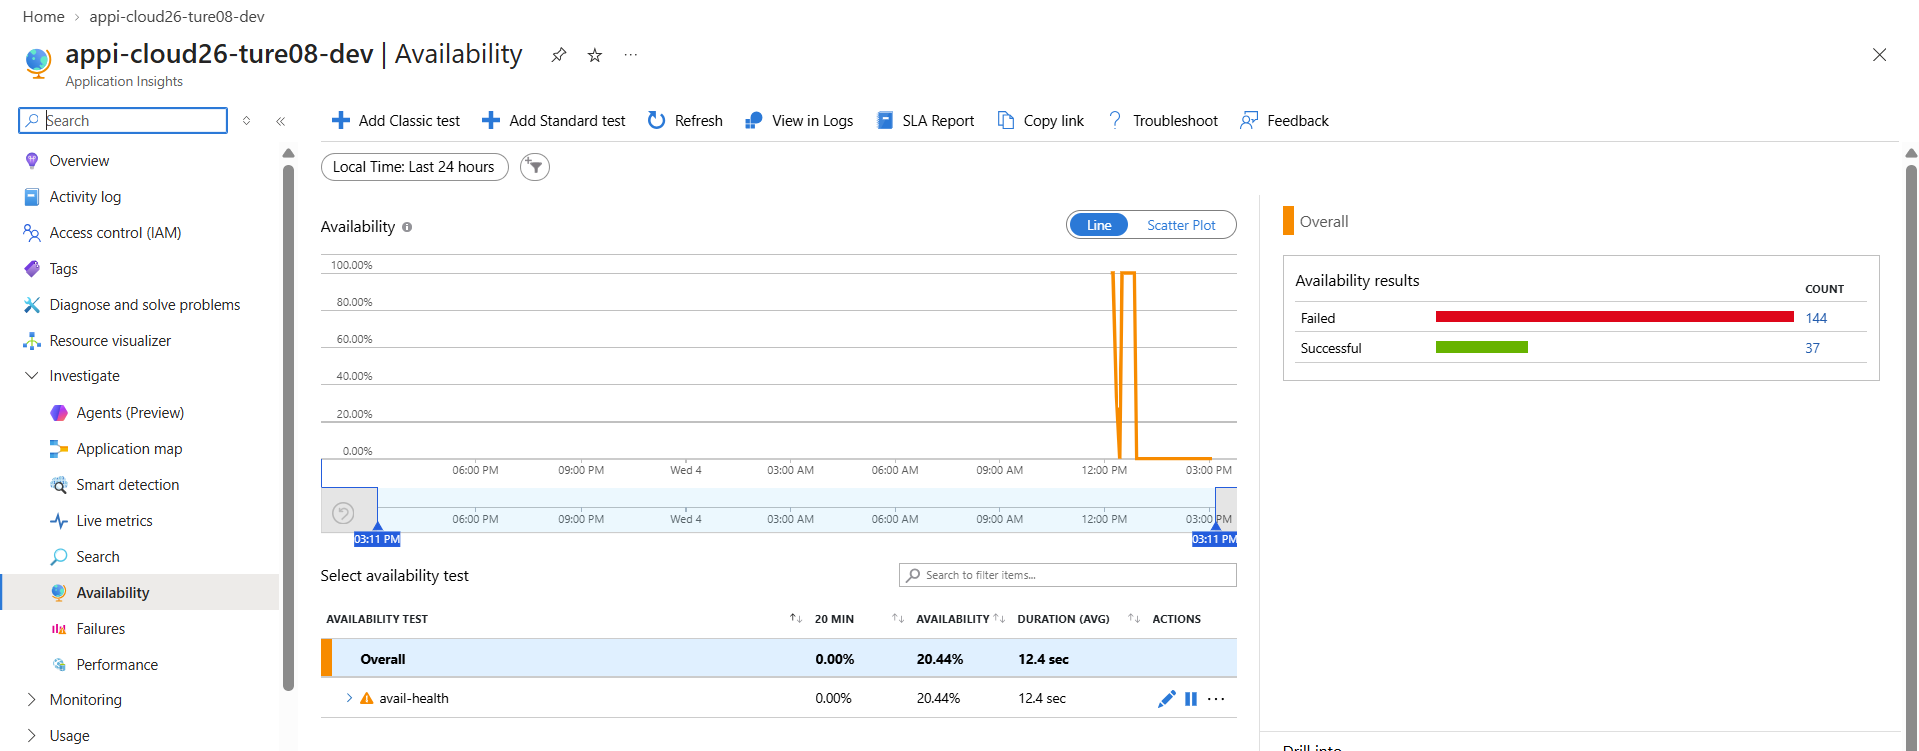 Home > appi-cloud26-ture08-dev
appi-cloud26-ture08-dev | Availability
Application Insights
Search
Overview
Activity log
Access control (IAM)
Tags
Diagnose and solve problems
Resource visualizer
Investigate
Agents (Preview)
Application map
Smart detection
Live metrics
Search
Availability
Failures
Performance
Monitoring
Usage
Add Classic test Add Standard test Refresh View in Logs SLA Report Copy link Troubleshoot Feedback
Local Time: Last 24 hours
Availability
Line Scatter Plot
100.00%
80.00%
60.00%
40.00%
20.00%
0.00%
06:00 PM 09:00 PM Wed 4 03:00 AM 06:00 AM 09:00 AM 12:00 PM 03:00 PM
06:00 PM 09:00 PM Wed 4 03:00 AM 06:00 AM 09:00 AM 12:00 PM 03:00 PM
03:11 PM 03:11 PM
Select availability test
Search to filter items...
AVAILABILITY TEST 20 MIN AVAILABILITY DURATION (AVG) ACTIONS
Overall 0.00% 20.44% 12.4 sec
avail-health 0.00% 20.44% 12.4 sec
Overall
Availability results
COUNT
Failed 144
Successful 37
Drill into